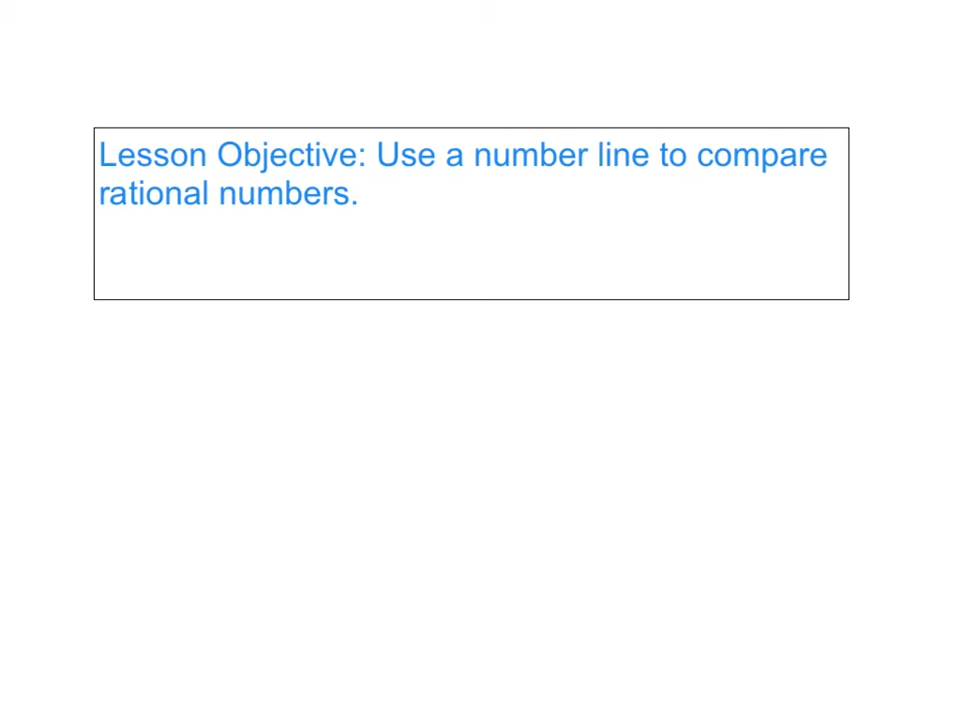 Lesson Objective: Use a number line to compare
rational numbers.